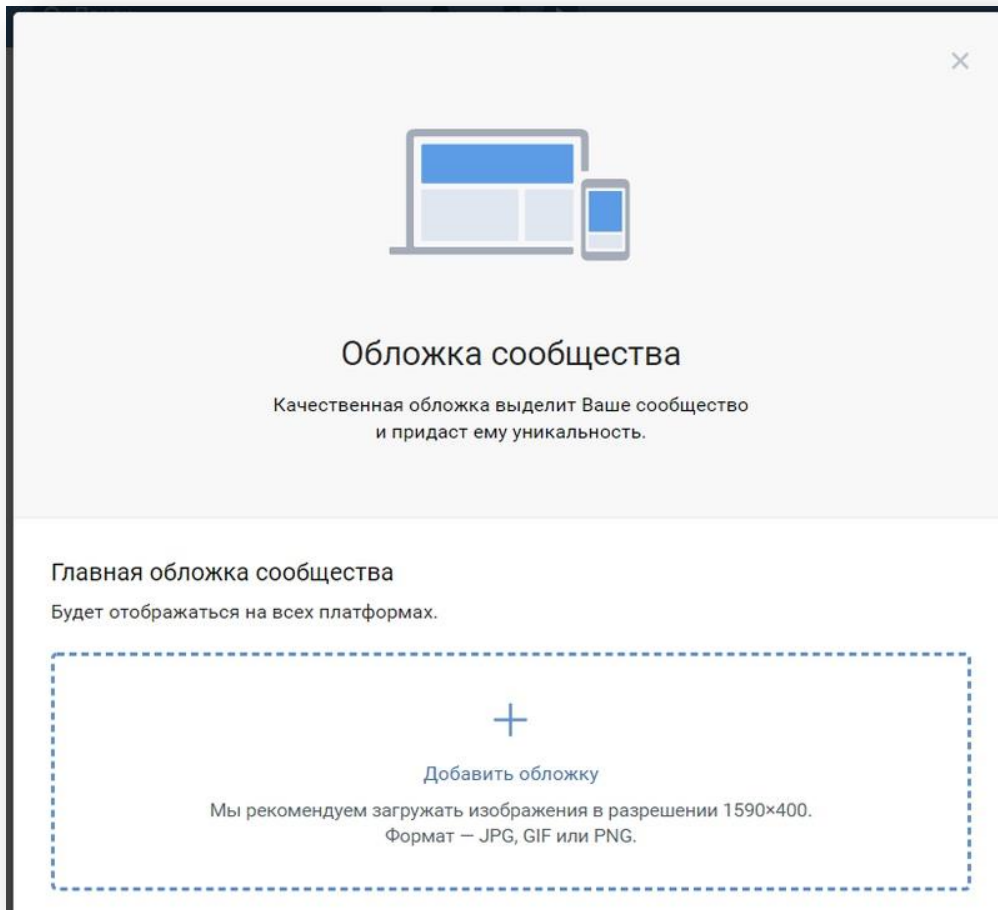 Обложка сообщества
Качественная обложка выделит Ваше сообщество
и придаст ему уникальность.
Главная обложка сообщества
Будет отображаться на всех платформах.
Добавить обложку
Мы рекомендуем загружать изображения в разрешении 1590×400.
Формат — JPG, GIF или PNG.